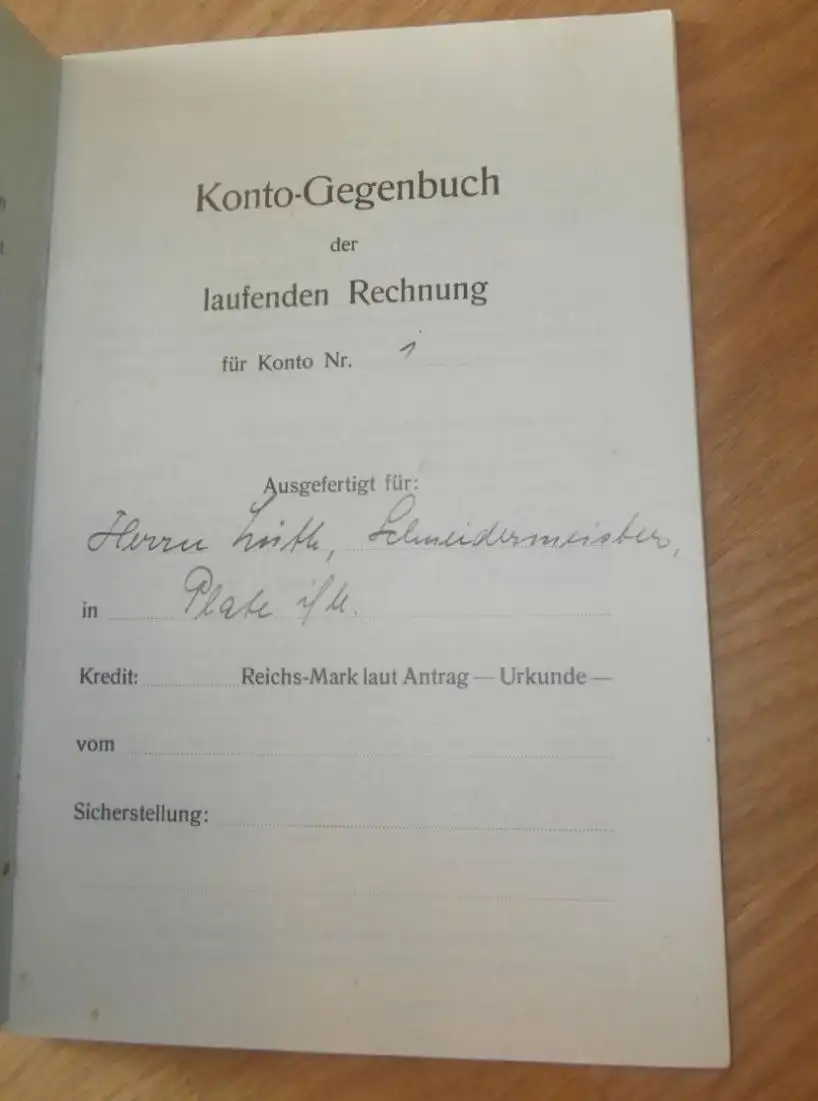 Konto-Gegenbuch
der
laufenden Rechnung
für Konto Nr. 1
Ausgefertigt für:
Herrn Lüth, Schneidermeister,
in Plate i/M.
Kredit: Reichs-Mark laut Antrag — Urkunde —
vom
Sicherstellung: